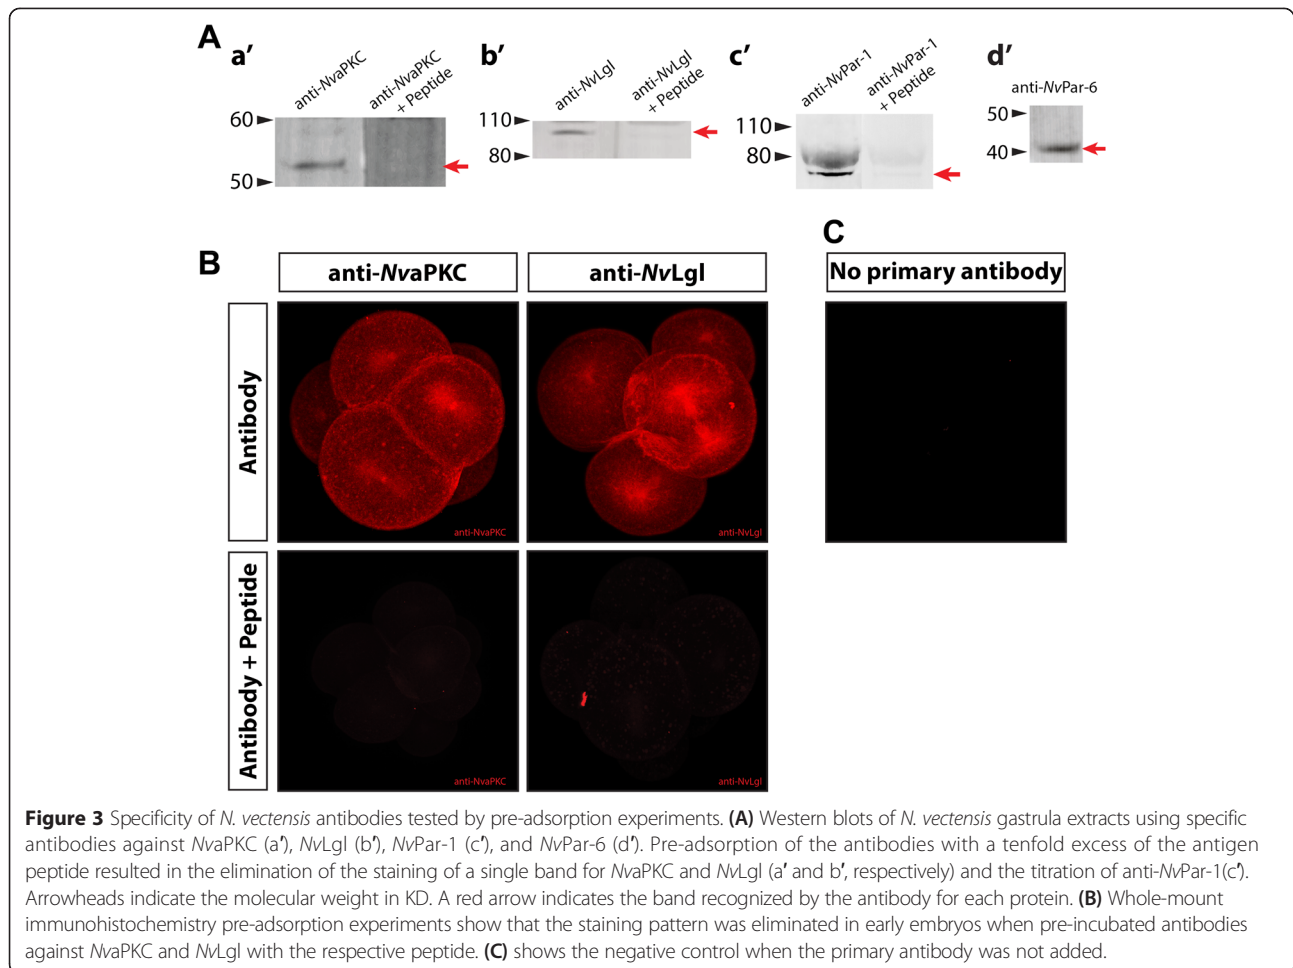 A
a′
b′
c′
d′
anti-NvaPKC
anti-NvaPKC
+ Peptide
anti-NvLgl
anti-NvLgl
+ Peptide
anti-NvPar-1
anti-NvPar-1
+ Peptide
anti-NvPar-6
60
50
110
80
110
80
50
40
B
C
anti-NvaPKC
anti-NvLgl
No primary antibody
Antibody
anti-NvaPKC
anti-NvLgl
Antibody + Peptide
anti-NvaPKC
anti-NvLgl
Figure 3 Specificity of N. vectensis antibodies tested by pre-adsorption experiments. (A) Western blots of N. vectensis gastrula extracts using specific
antibodies against NvaPKC (a′), NvLgl (b′), NvPar-1 (c′), and NvPar-6 (d′). Pre-adsorption of the antibodies with a tenfold excess of the antigen
peptide resulted in the elimination of the staining of a single band for NvaPKC and NvLgl (a′ and b′, respectively) and the titration of anti-NvPar-1(c′).
Arrowheads indicate the molecular weight in KD. A red arrow indicates the band recognized by the antibody for each protein. (B) Whole-mount
immunohistochemistry pre-adsorption experiments show that the staining pattern was eliminated in early embryos when pre-incubated antibodies
against NvaPKC and NvLgl with the respective peptide. (C) shows the negative control when the primary antibody was not added.